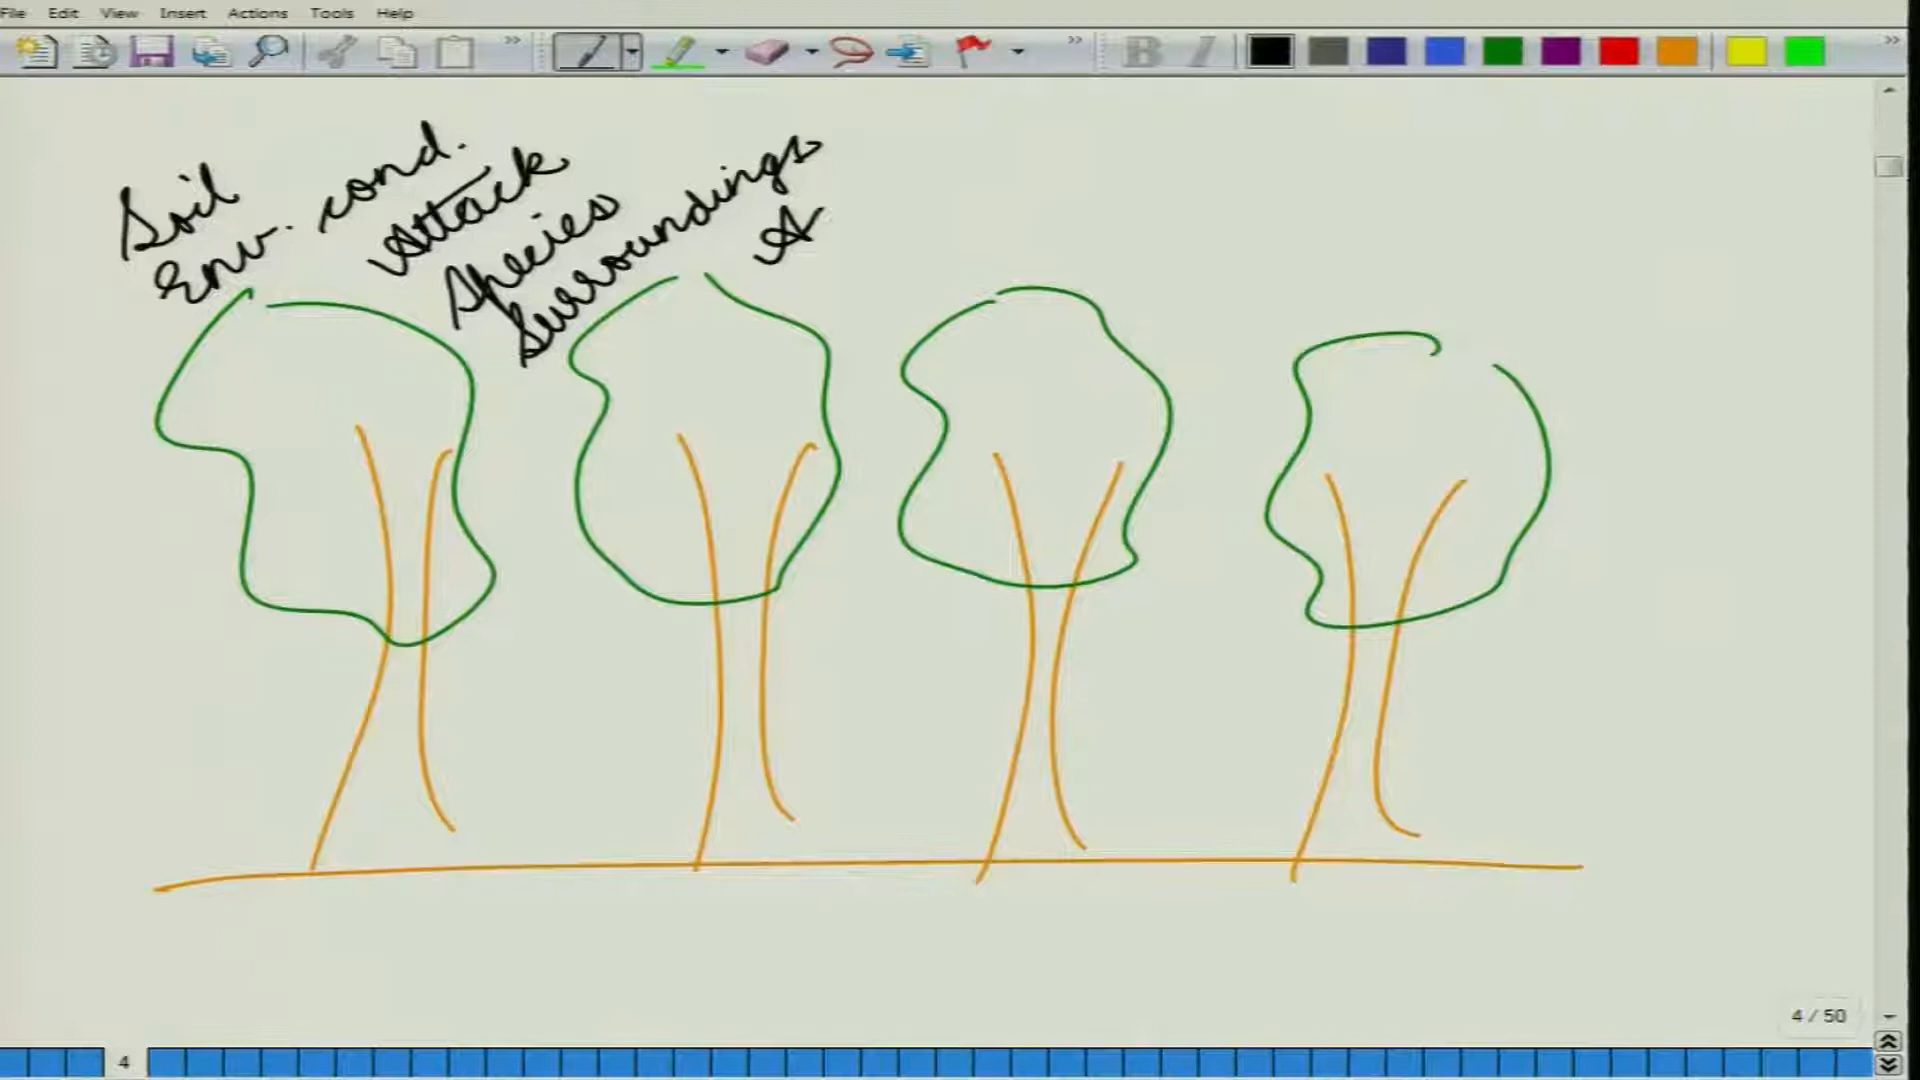 File Edit View Insert Actions Tools Help
B I
Soil
Env. cond.
Attack
Species
Surroundings
A
4 / 50
4